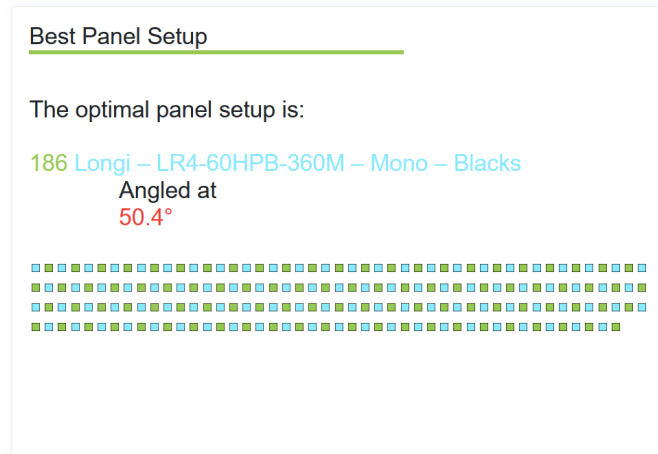 Best Panel Setup
The optimal panel setup is:
186 Longi – LR4-60HPB-360M – Mono – Blacks
Angled at
50.4°